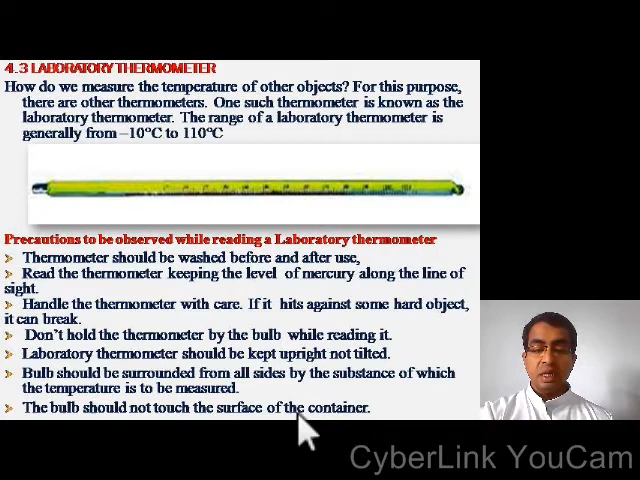 4.3 LABORATORY THERMOMETER
How do we measure the temperature of other objects? For this purpose,
there are other thermometers. One such thermometer is known as the
laboratory thermometer. The range of a laboratory thermometer is
generally from –10°C to 110°C
Precautions to be observed while reading a Laboratory thermometer
Thermometer should be washed before and after use,
Read the thermometer keeping the level of mercury along the line of
sight.
Handle the thermometer with care. If it hits against some hard object,
it can break.
Don't hold the thermometer by the bulb while reading it.
Laboratory thermometer should be kept upright not tilted.
Bulb should be surrounded from all sides by the substance of which
the temperature is to be measured.
The bulb should not touch the surface of the container.
CyberLink YouCam